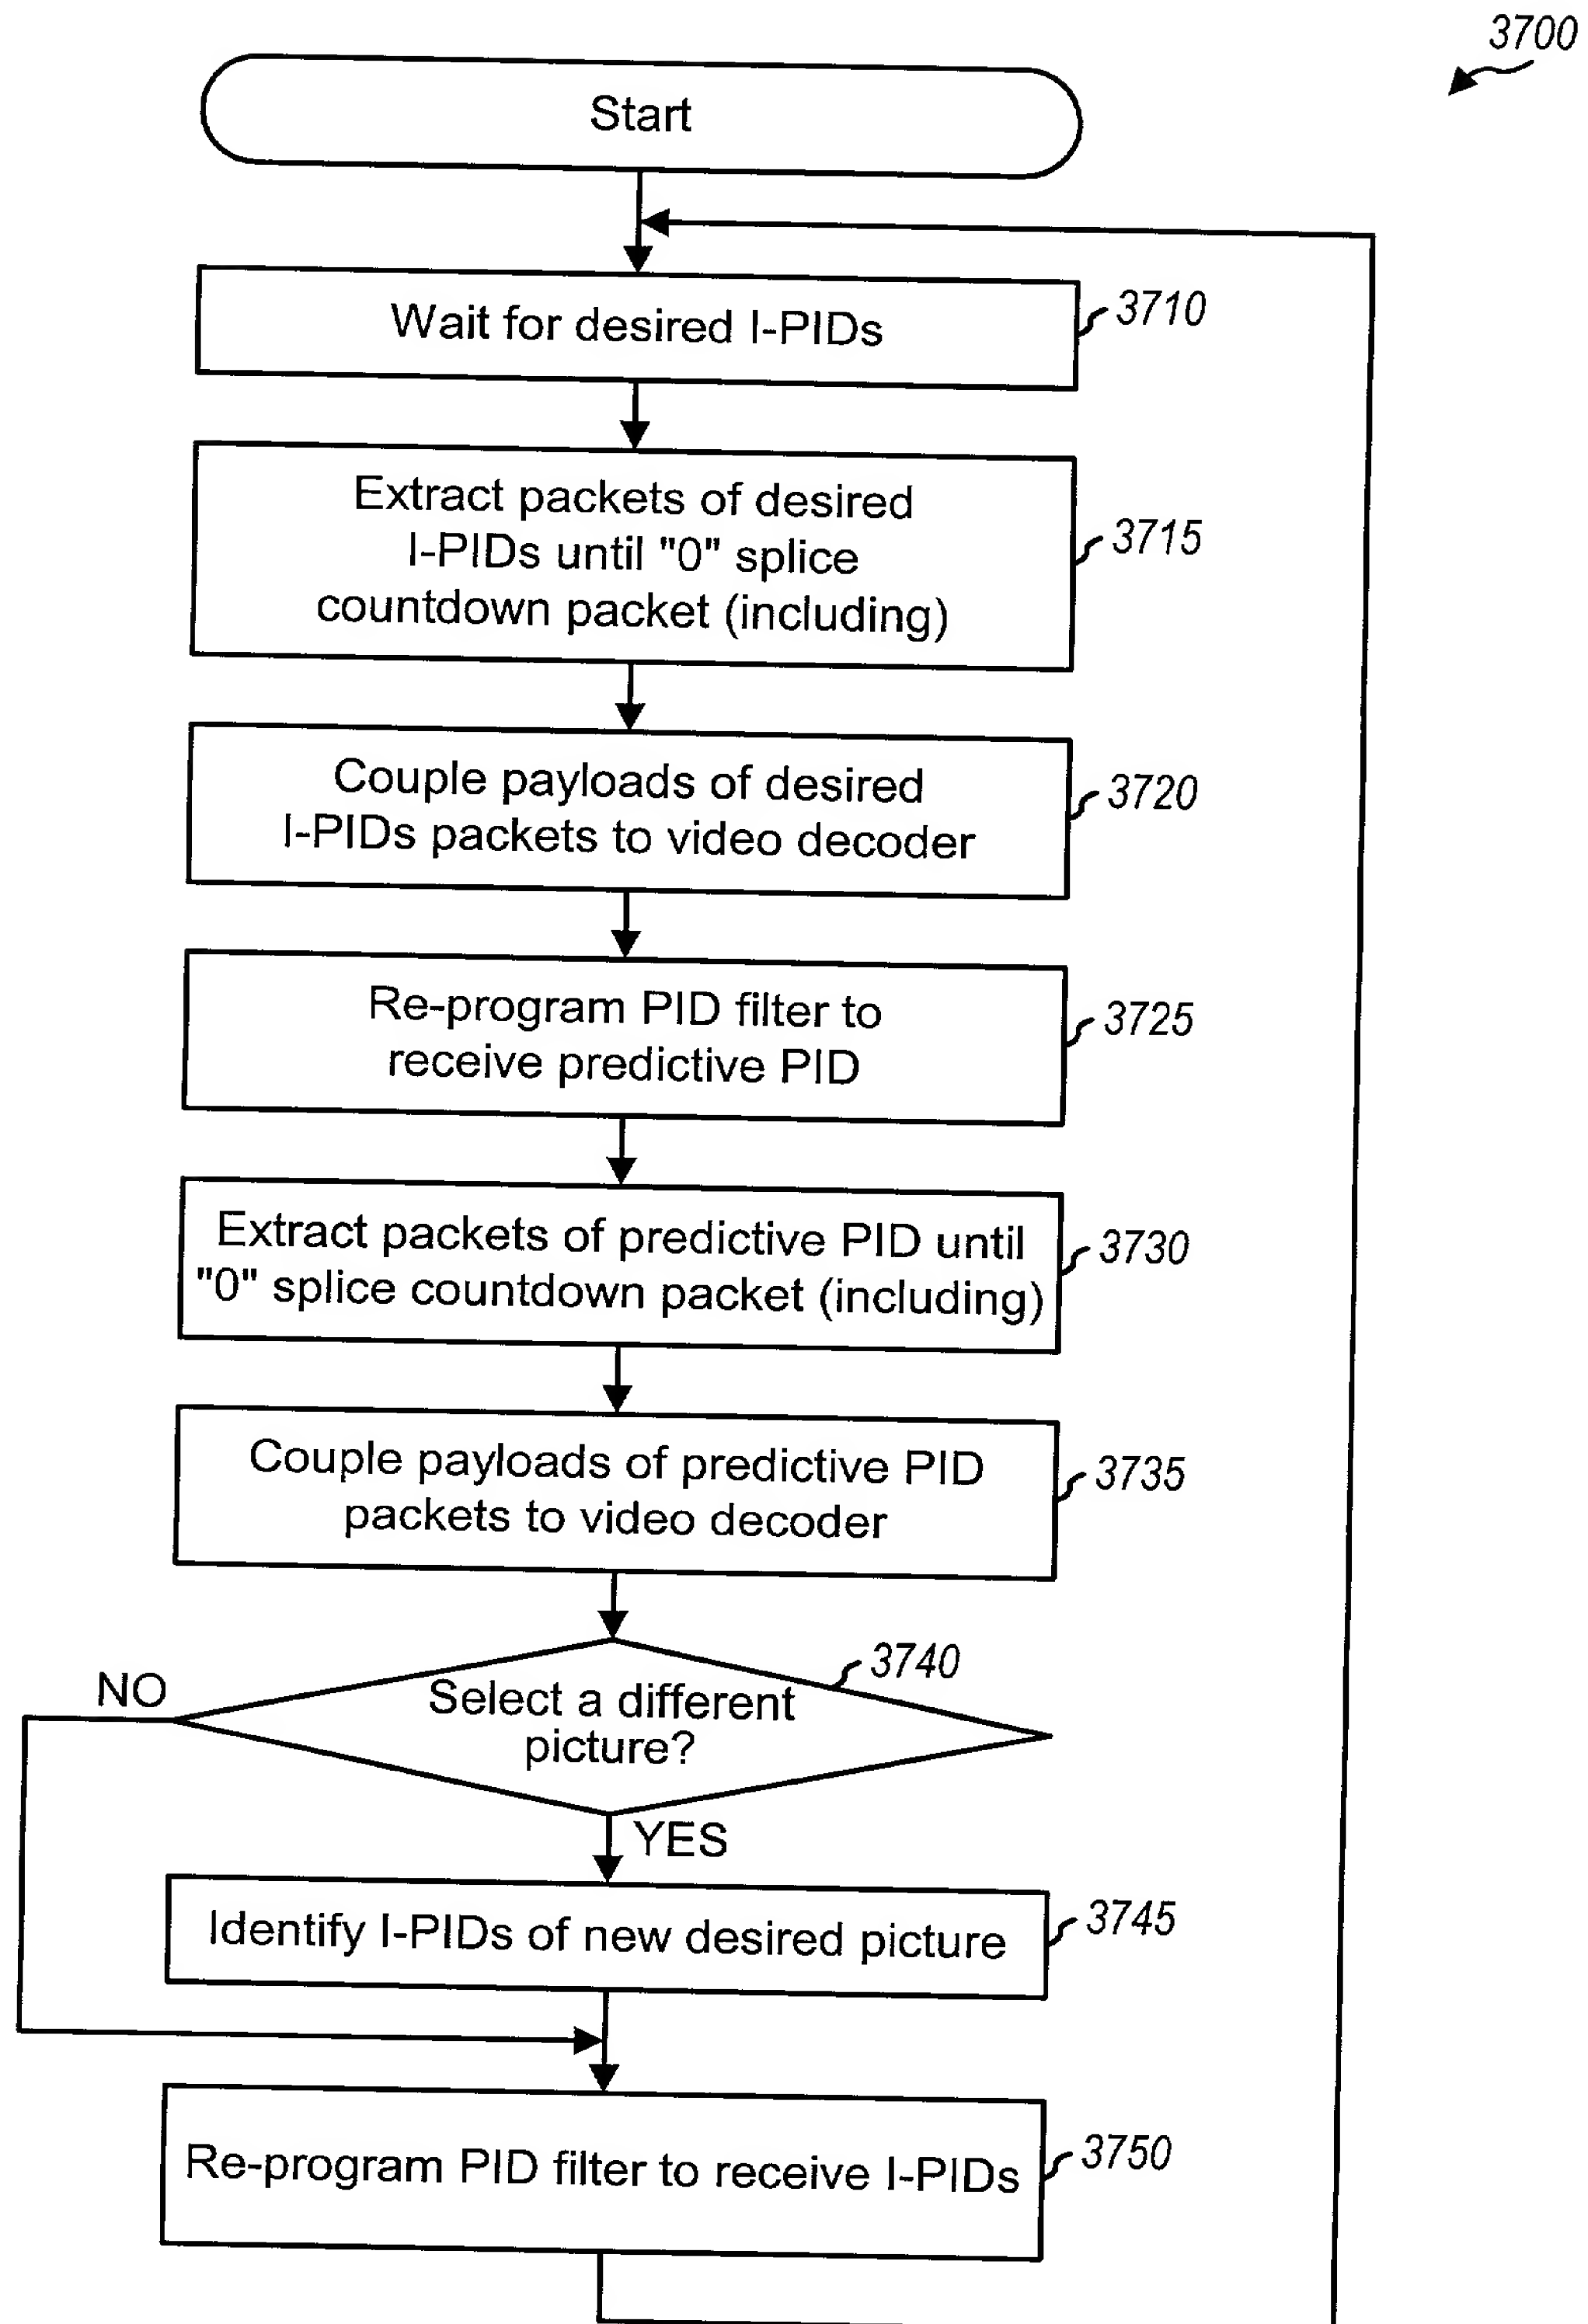 3700
Start
Wait for desired I-PIDs
3710
Extract packets of desired
I-PIDs until "0" splice
countdown packet (including)
3715
Couple payloads of desired
I-PIDs packets to video decoder
3720
Re-program PID filter to
receive predictive PID
3725
Extract packets of predictive PID until
"0" splice countdown packet (including)
3730
Couple payloads of predictive PID
packets to video decoder
3735
3740
NO
Select a different
picture?
YES
Identify I-PIDs of new desired picture
3745
Re-program PID filter to receive I-PIDs
3750